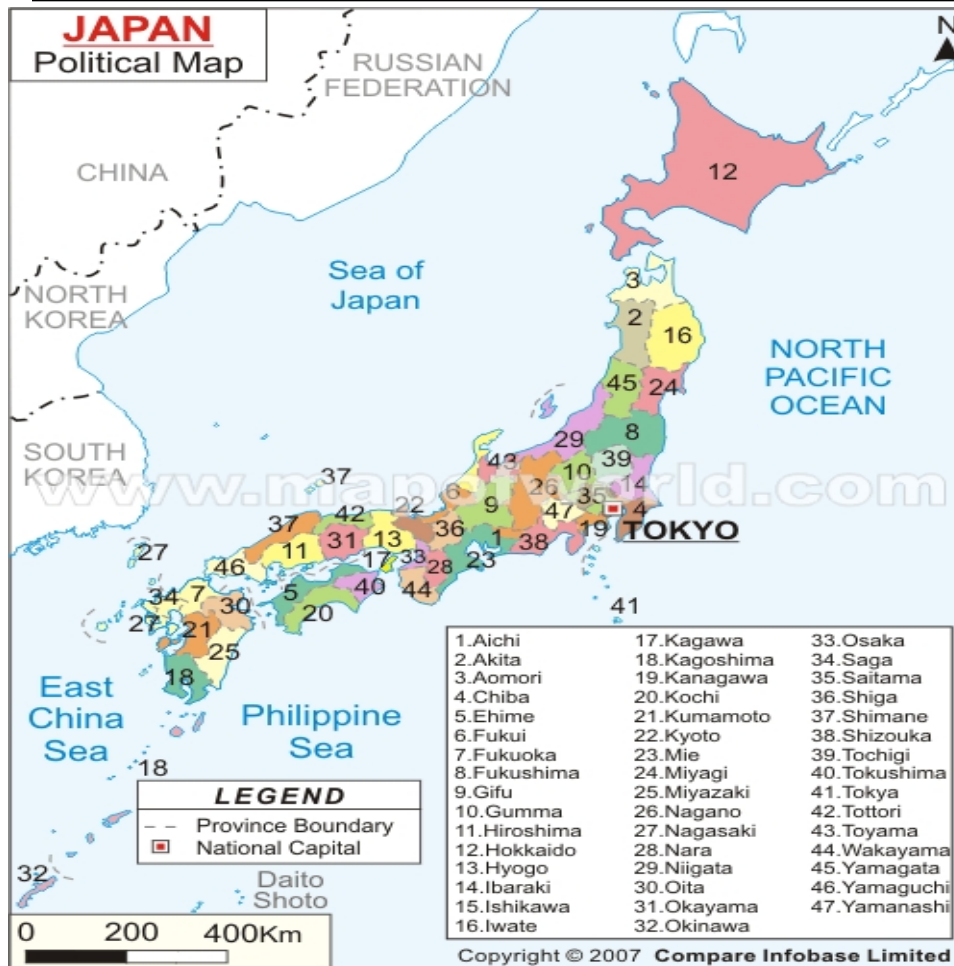 JAPAN
Political Map
N
RUSSIAN
FEDERATION
CHINA
12
Sea of
Japan
3
NORTH
KOREA
2
16
NORTH
PACIFIC
OCEAN
45
24
29
8
SOUTH
KOREA
43
39
37
10
www.mapofworld.com
6
26
14
22
9
35
4
37
42
36
47
TOKYO
31
13
1
38
19
27
11
46
17
33
28
23
34
7
5
40
44
30
20
27
21
41
25
18
East
China
Sea
Philippine
Sea
18
32
Daito
Shoto
LEGEND
Province Boundary
National Capital
1.Aichi
2.Akita
3.Aomori
4.Chiba
5.Ehime
6.Fukui
7.Fukuoka
8.Fukushima
9.Gifu
10.Gumma
11.Hiroshima
12.Hokkaido
13.Hyogo
14.Ibaraki
15.Ishikawa
16.Iwate
17.Kagawa
18.Kagoshima
19.Kanagawa
20.Kochi
21.Kumamoto
22.Kyoto
23.Mie
24.Miyagi
25.Miyazaki
26.Nagano
27.Nagasaki
28.Nara
29.Niigata
30.Oita
31.Okayama
32.Okinawa
33.Osaka
34.Saga
35.Saitama
36.Shiga
37.Shimane
38.Shizouka
39.Tochigi
40.Tokushima
41.Tokya
42.Tottori
43.Toyama
44.Wakayama
45.Yamagata
46.Yamaguchi
47.Yamanashi
0 200 400Km
Copyright © 2007 Compare Infobase Limited